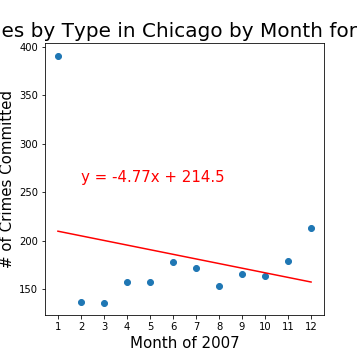 es by Type in Chicago by Month for
# of Crimes Committed
400
350
300
250
200
150
y = -4.77x + 214.5
1 2 3 4 5 6 7 8 9 10 11 12
Month of 2007